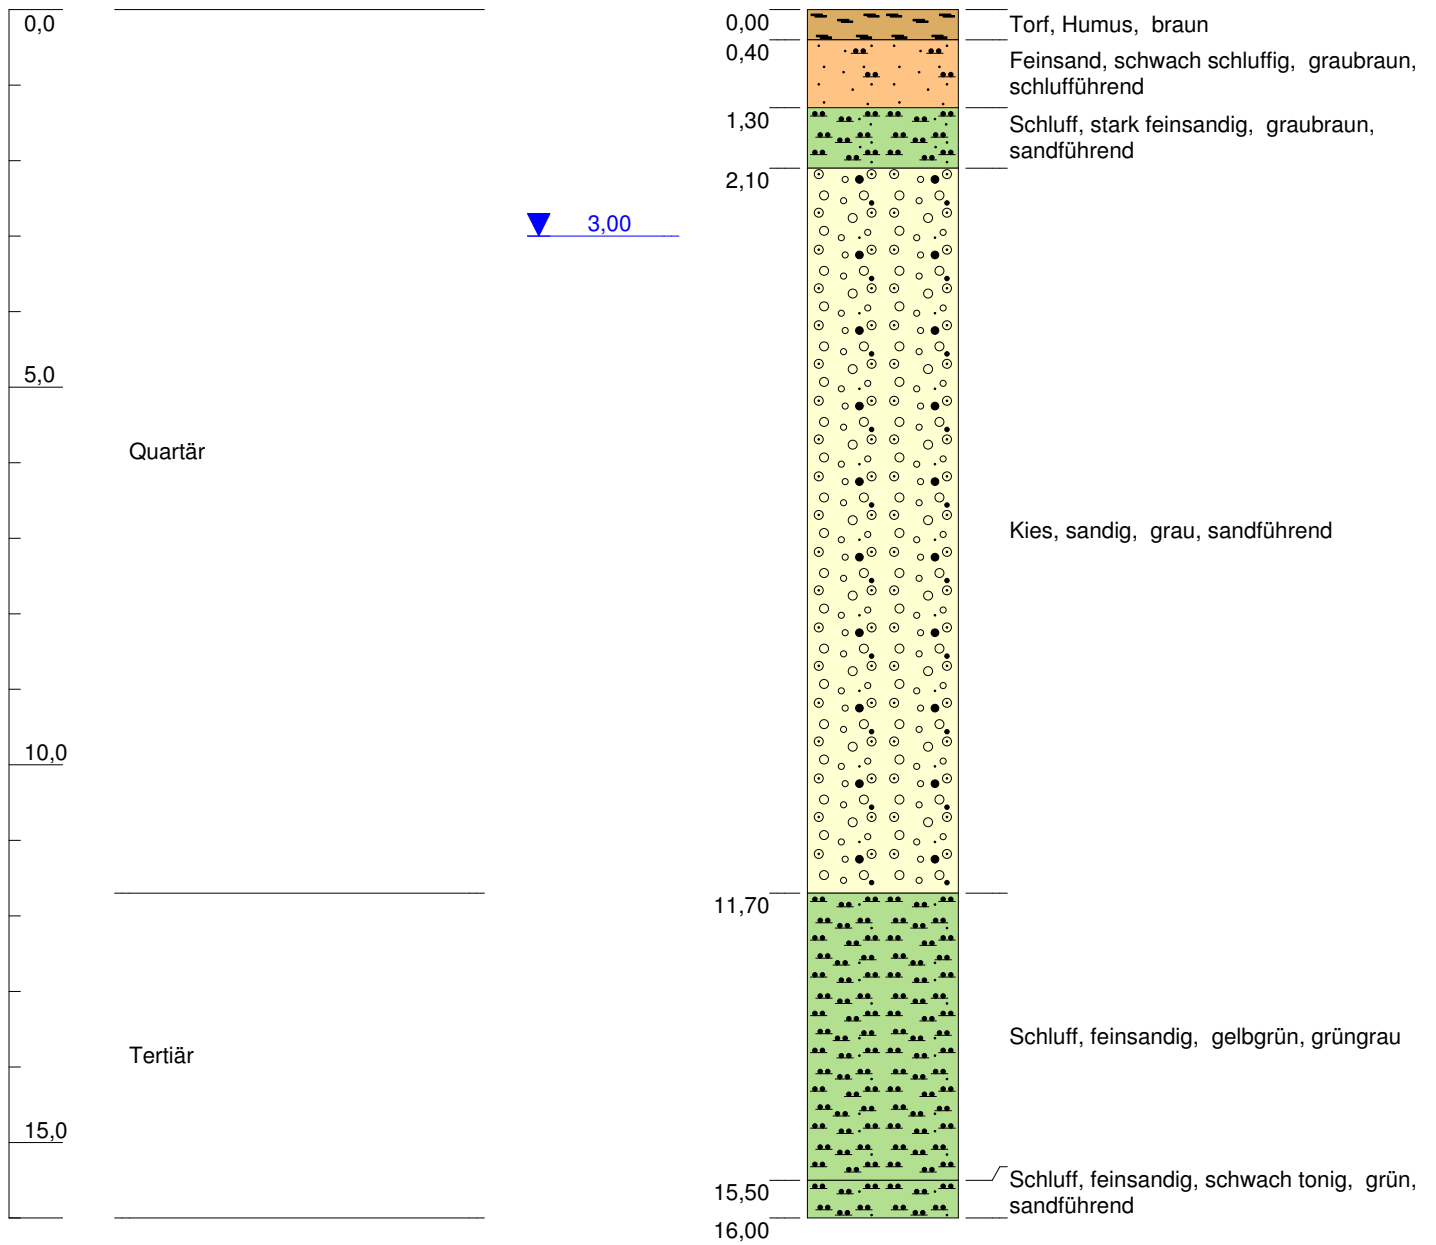 0,0
0,00
Torf, Humus, braun
0,40
Feinsand, schwach schluffig, graubraun,
schluffführend
1,30
Schluff, stark feinsandig, graubraun,
sandführend
2,10
3,00
5,0
Quartär
Kies, sandig, grau, sandführend
10,0
11,70
Schluff, feinsandig, gelbgrün, grüngrau
Tertiär
15,0
15,50
Schluff, feinsandig, schwach tonig, grün,
sandführend
16,00